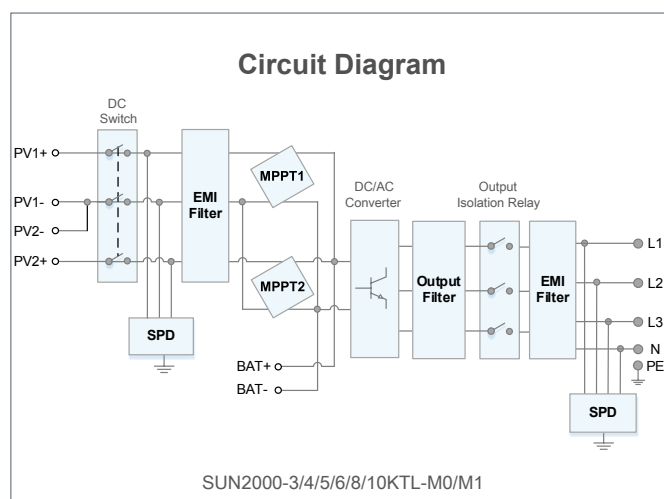 Circuit Diagram
DC
Switch
PV1+
PV1-
PV2-
PV2+
EMI
Filter
SPD
MPPT1
MPPT2
BAT+
BAT-
DC/AC
Converter
Output
Filter
Output
Isolation Relay
EMI
Filter
L1
L2
L3
N
PE
SPD
SUN2000-3/4/5/6/8/10KTL-M0/M1